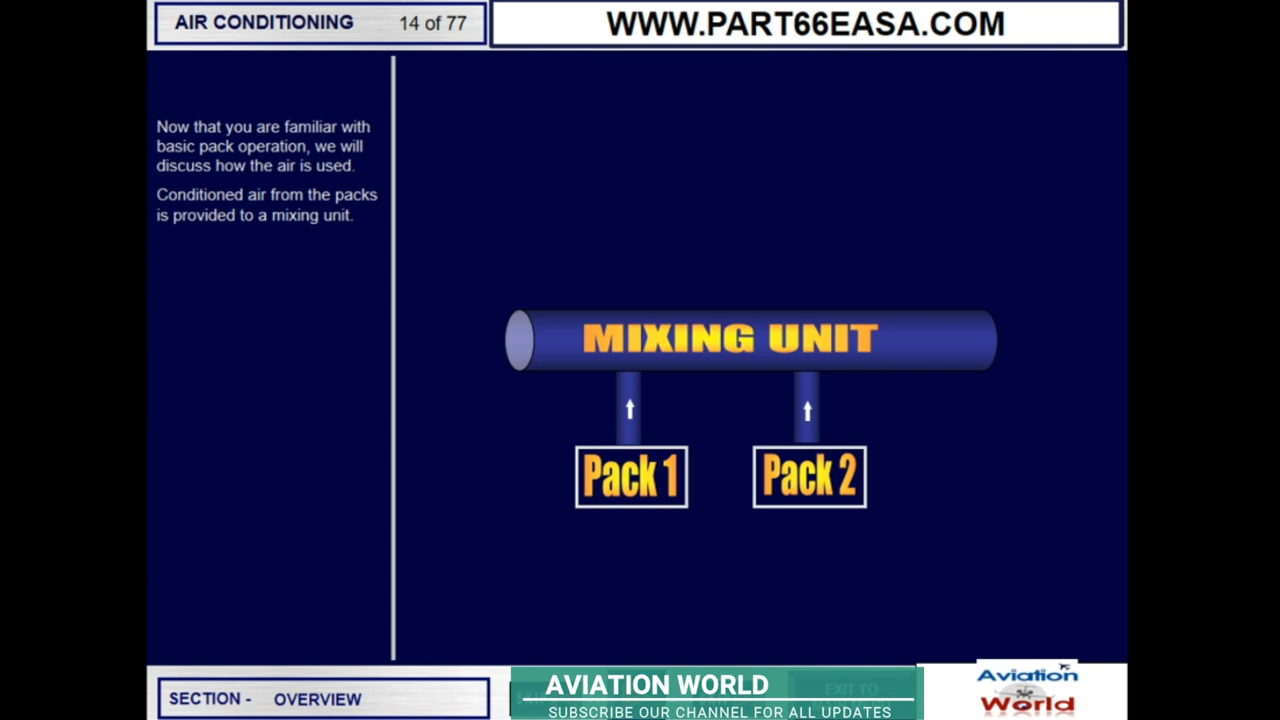 AIR CONDITIONING 14 of 77
WWW.PART66EASA.COM
Now that you are familiar with
basic pack operation, we will
discuss how the air is used.
Conditioned air from the packs
is provided to a mixing unit.
MIXING UNIT
Pack 1
Pack 2
SECTION - OVERVIEW
AVIATION WORLD
SUBSCRIBE OUR CHANNEL FOR ALL UPDATES
EXIT TO
Aviation
World